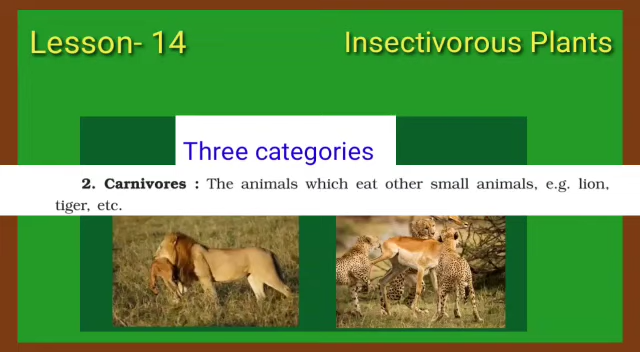 Lesson- 14
Insectivorous Plants
Three categories
2. Carnivores : The animals which eat other small animals, e.g. lion,
tiger, etc.